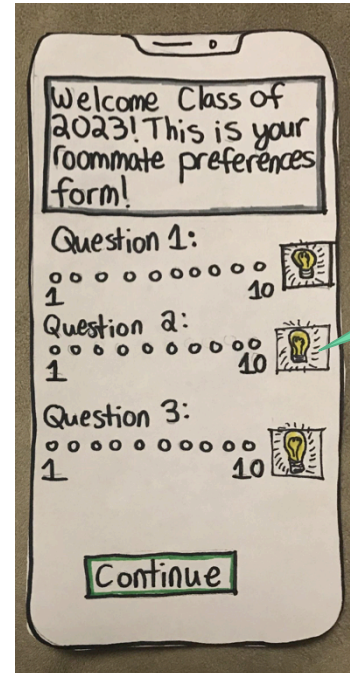 Welcome Class of
2023! This is your
roommate preferences
form!
Question 1:
1 10
Question 2:
1 10
Question 3:
1 10
Continue